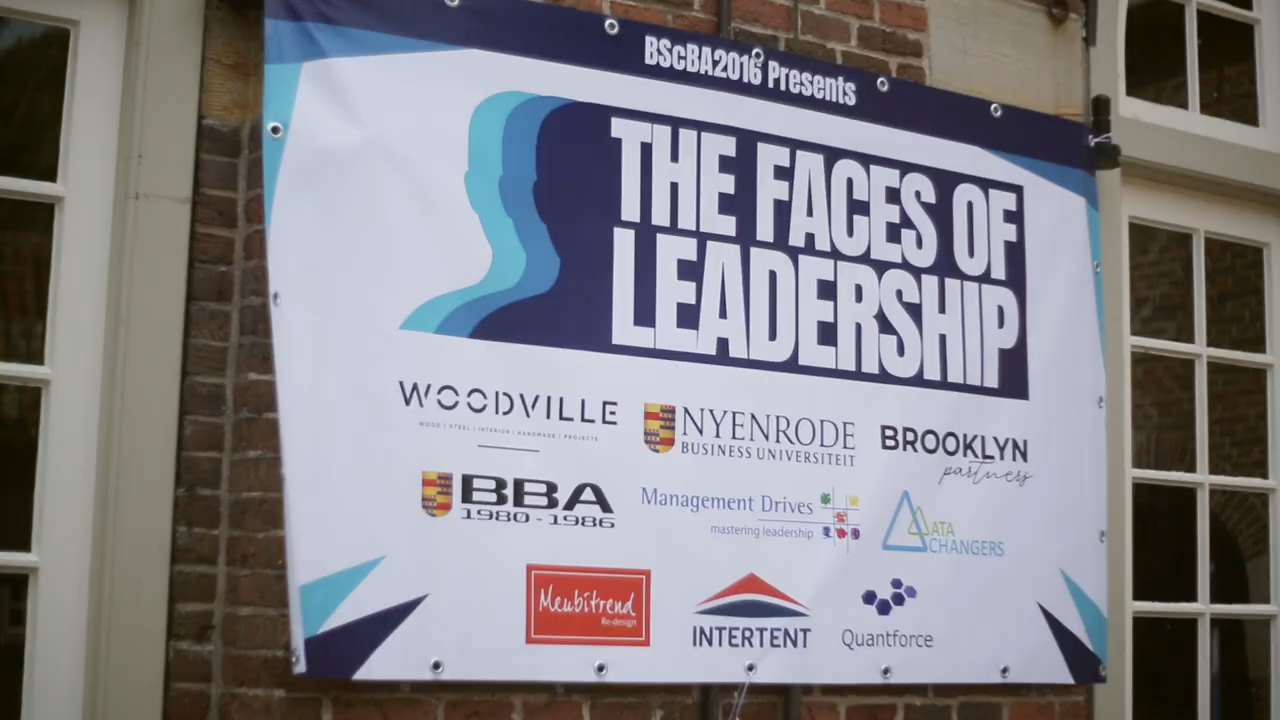 BScBA2016 Presents
THE FACES OF
LEADERSHIP
WOODVILLE
WOOD | STEEL | INTERIOR | HANDMADE | PROJECTS
NYENRODE
BUSINESS UNIVERSITEIT
BROOKLYN
partners
BBA
1980-1986
Management Drives
mastering leadership
ATA
CHANGERS
Meubitrend
Re-design
INTERTENT
Quantforce